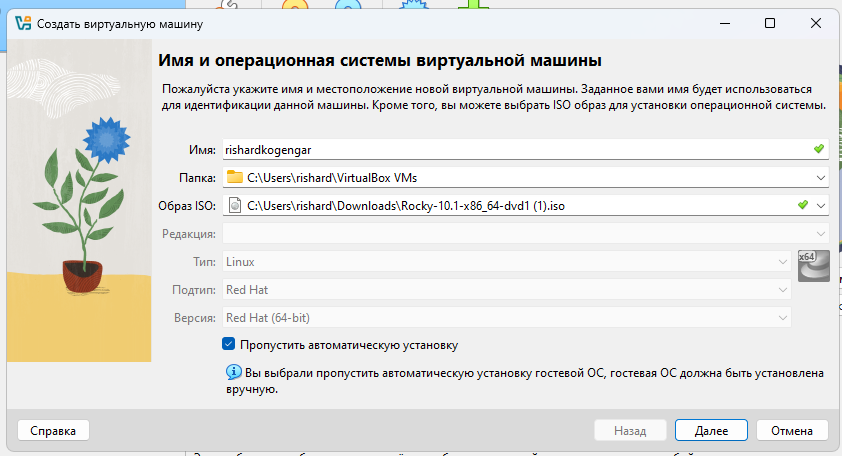 Создать виртуальную машину
Имя и операционная система виртуальной машины
Пожалуйста укажите имя и местоположение новой виртуальной машины. Заданное вами имя будет использоваться
для идентификации данной машины. Кроме того, вы можете выбрать ISO образ для установки операционной системы.
Имя: rishardkogengar
Папка: C:\Users\rishard\VirtualBox VMs
Образ ISO: C:\Users\rishard\Downloads\Rocky-10.1-x86_64-dvd1 (1).iso
Редакция:
Тип: Linux
x64
Подтип: Red Hat
Версия: Red Hat (64-bit)
Пропустить автоматическую установку
Вы выбрали пропустить автоматическую установку гостевой ОС, гостевая ОС должна быть установлена
вручную.
Справка Назад Далее Отмена